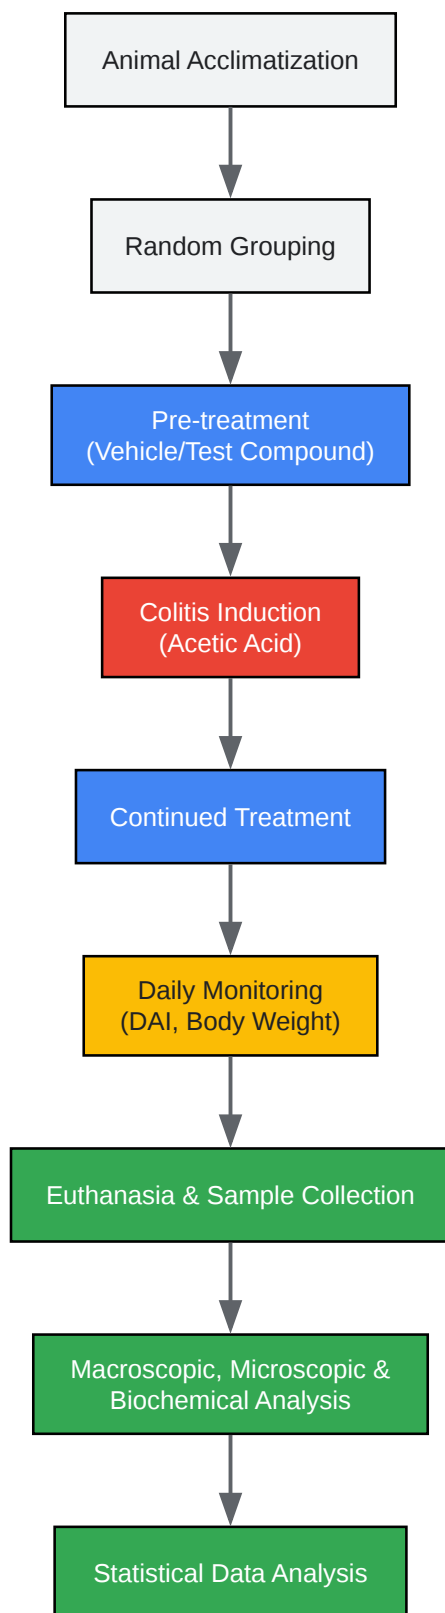 Animal Acclimatization
Random Grouping
Pre-treatment
(Vehicle/Test Compound)
Colitis Induction
(Acetic Acid)
Continued Treatment
Daily Monitoring
(DAI, Body Weight)
Euthanasia & Sample Collection
Macroscopic, Microscopic &
Biochemical Analysis
Statistical Data Analysis